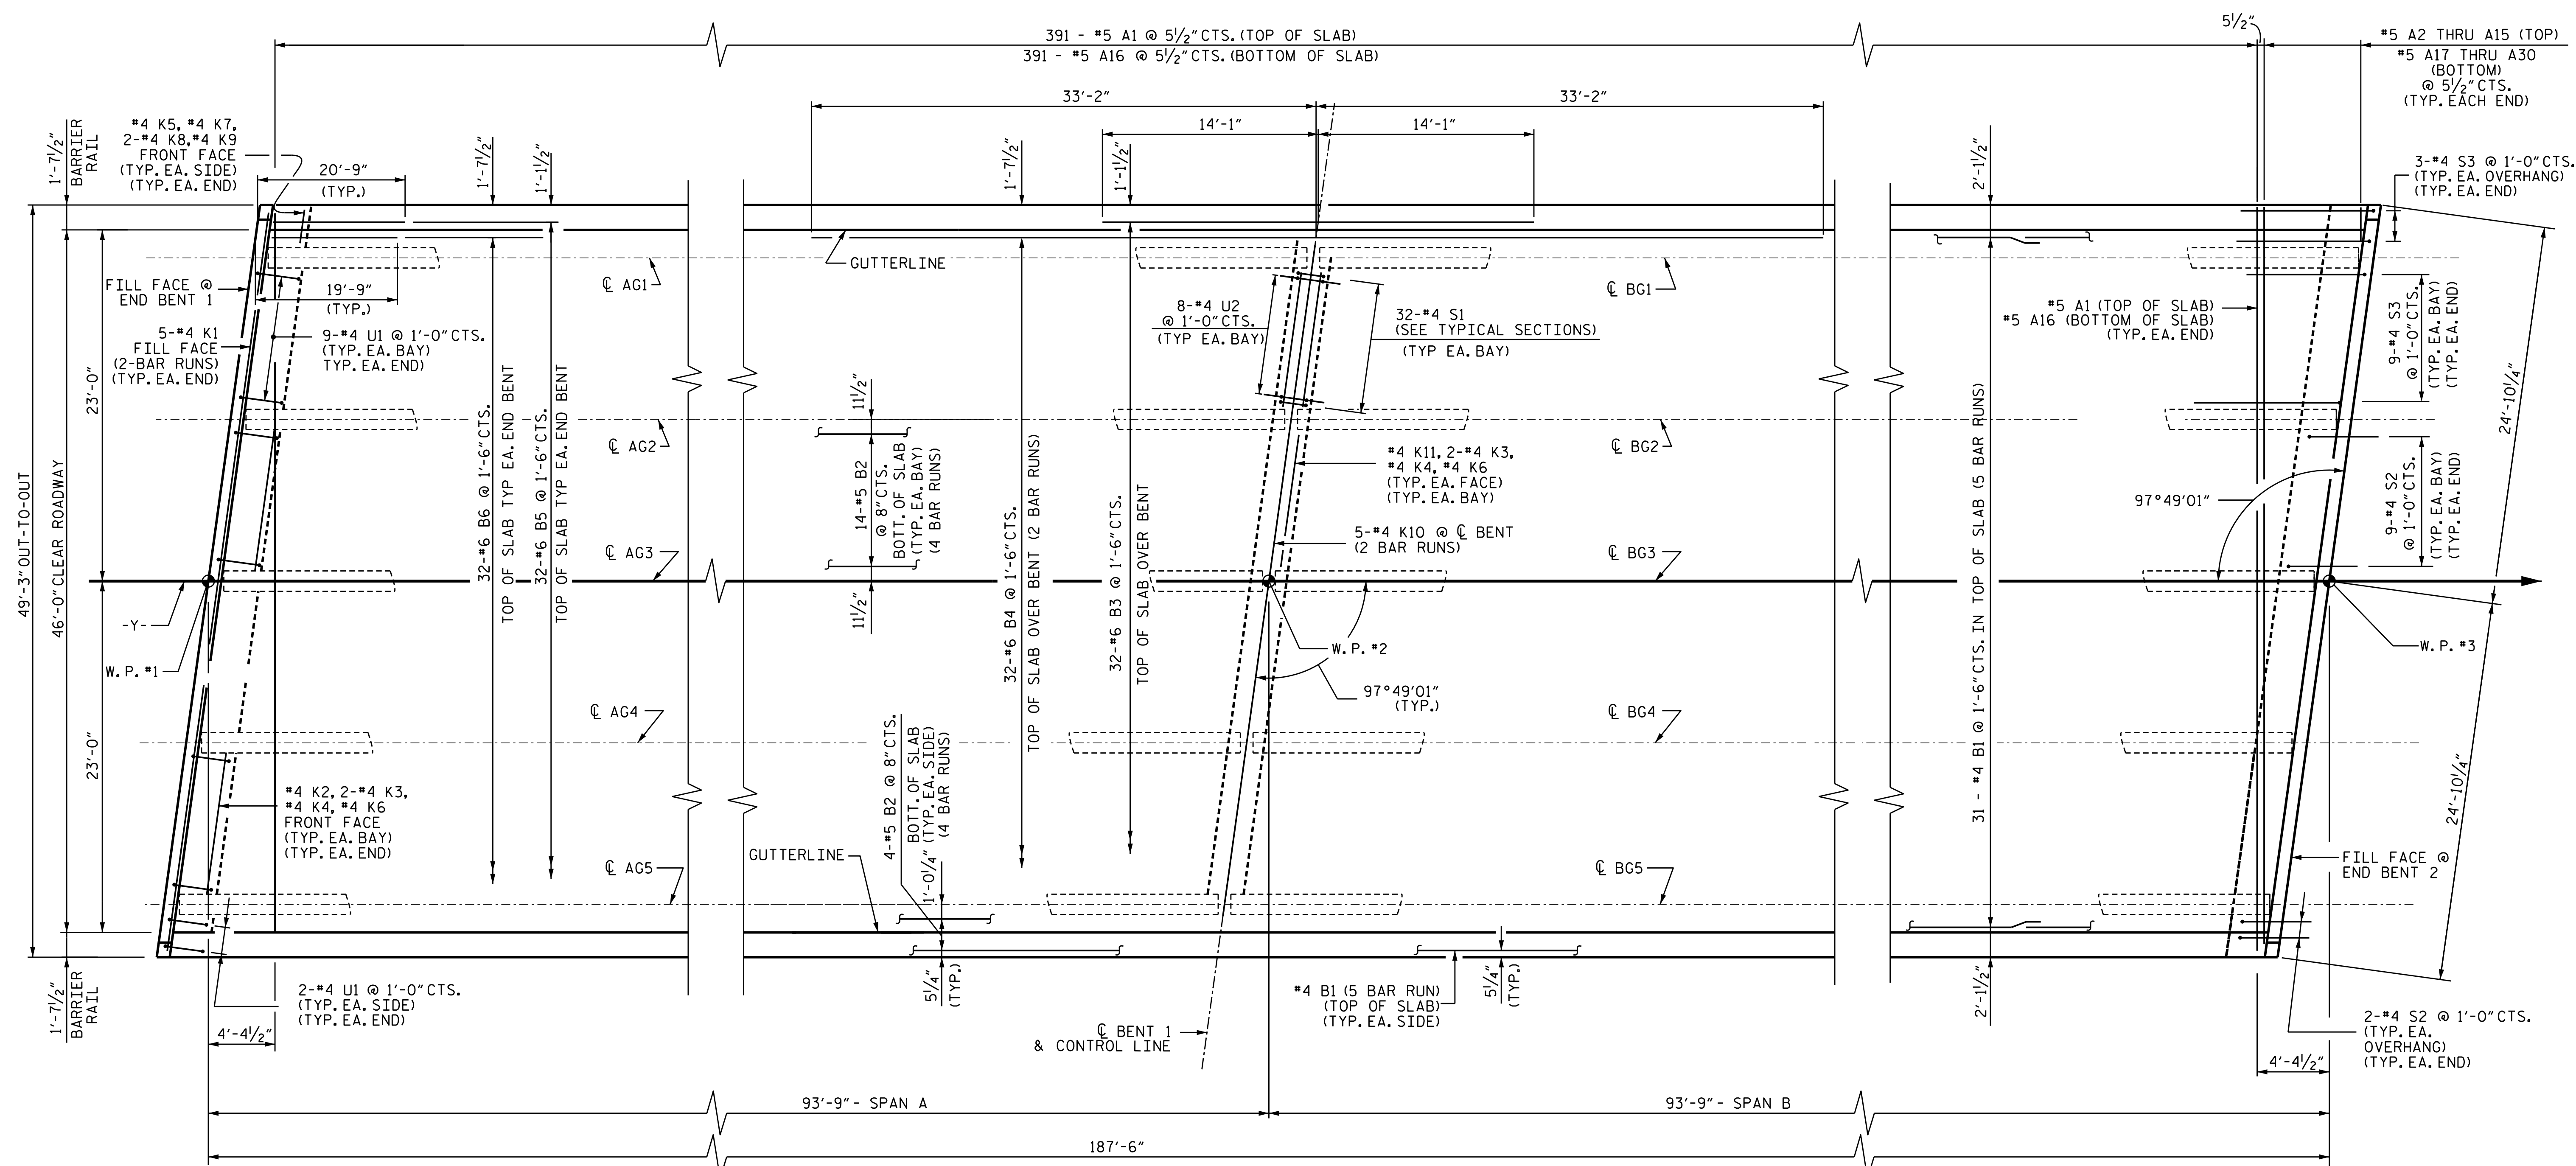 391 - #5 A1 @ 5½" CTS. (TOP OF SLAB)
391 - #5 A16 @ 5½" CTS. (BOTTOM OF SLAB)
5½"
#5 A2 THRU A15 (TOP)
#5 A17 THRU A30
(BOTTOM)
@ 5½" CTS.
(TYP. EACH END)
33'-2"
33'-2"
14'-1"
14'-1"
1'-7½"
BARRIER
RAIL
#4 K5, #4 K7,
2-#4 K8, #4 K9
FRONT FACE
(TYP. EA. SIDE)
(TYP. EA. END)
20'-9"
(TYP.)
1'-7½"
1'-1½"
1'-7½"
1'-1½"
2'-1½"
3-#4 S3 @ 1'-0" CTS.
(TYP. EA. OVERHANG)
(TYP. EA. END)
FILL FACE @
END BENT 1
19'-9"
(TYP.)
GUTTERLINE
℄ AG1
℄ BG1
5-#4 K1
FILL FACE
(2-BAR RUNS)
(TYP. EA. END)
9-#4 U1 @ 1'-0" CTS.
(TYP. EA. BAY)
TYP. EA. END)
8-#4 U2
@ 1'-0" CTS.
(TYP EA. BAY)
32-#4 S1
(SEE TYPICAL SECTIONS)
(TYP EA. BAY)
#5 A1 (TOP OF SLAB)
#5 A16 (BOTTOM OF SLAB)
(TYP. EA. END)
9-#4 S3
@ 1'-0" CTS.
(TYP. EA. BAY)
(TYP. EA. END)
24'-10¼"
49'-3" OUT-TO-OUT
46'-0" CLEAR ROADWAY
23'-0"
32-#6 B6 @ 1'-6" CTS.
TOP OF SLAB TYP EA. END BENT
32-#6 B5 @ 1'-6" CTS.
TOP OF SLAB TYP EA. END BENT
℄ AG2
11½"
14-#5 B2
@ 8" CTS.
BOTT. OF SLAB
(TYP. EA. BAY)
(4 BAR RUNS)
11½"
32-#6 B4 @ 1'-6" CTS.
TOP OF SLAB OVER BENT (2 BAR RUNS)
32-#6 B3 @ 1'-6" CTS.
TOP OF SLAB OVER BENT
℄ BG2
#4 K11, 2-#4 K3,
#4 K4, #4 K6
(TYP. EA. FACE)
(TYP. EA. BAY)
5-#4 K10 @ ℄ BENT
(2 BAR RUNS)
31 - #4 B1 @ 1'-6" CTS. IN TOP OF SLAB (5 BAR RUNS)
97°49'01"
9-#4 S2
@ 1'-0" CTS.
(TYP. EA. BAY)
(TYP. EA. END)
℄ AG3
℄ BG3
-Y-
W.P. #1
W.P. #2
W.P. #3
97°49'01"
(TYP.)
23'-0"
℄ AG4
℄ BG4
24'-10¼"
#4 K2, 2-#4 K3,
#4 K4, #4 K6
FRONT FACE
(TYP. EA. BAY)
(TYP. EA. END)
4-#5 B2 @ 8" CTS.
BOTT. OF SLAB
(TYP. EA. SIDE)
(4 BAR RUNS)
1'-0¼"
GUTTERLINE
℄ AG5
℄ BG5
FILL FACE @
END BENT 2
1'-7½"
BARRIER
RAIL
2-#4 U1 @ 1'-0" CTS.
(TYP. EA. SIDE)
(TYP. EA. END)
4'-4½"
5¼"
(TYP.)
℄ BENT 1
& CONTROL LINE
#4 B1 (5 BAR RUN)
(TOP OF SLAB)
(TYP. EA. SIDE)
5¼"
(TYP.)
2'-1½"
2-#4 S2 @ 1'-0" CTS.
(TYP. EA.
OVERHANG)
(TYP. EA. END)
4'-4½"
93'-9" - SPAN A
93'-9" - SPAN B
187'-6"